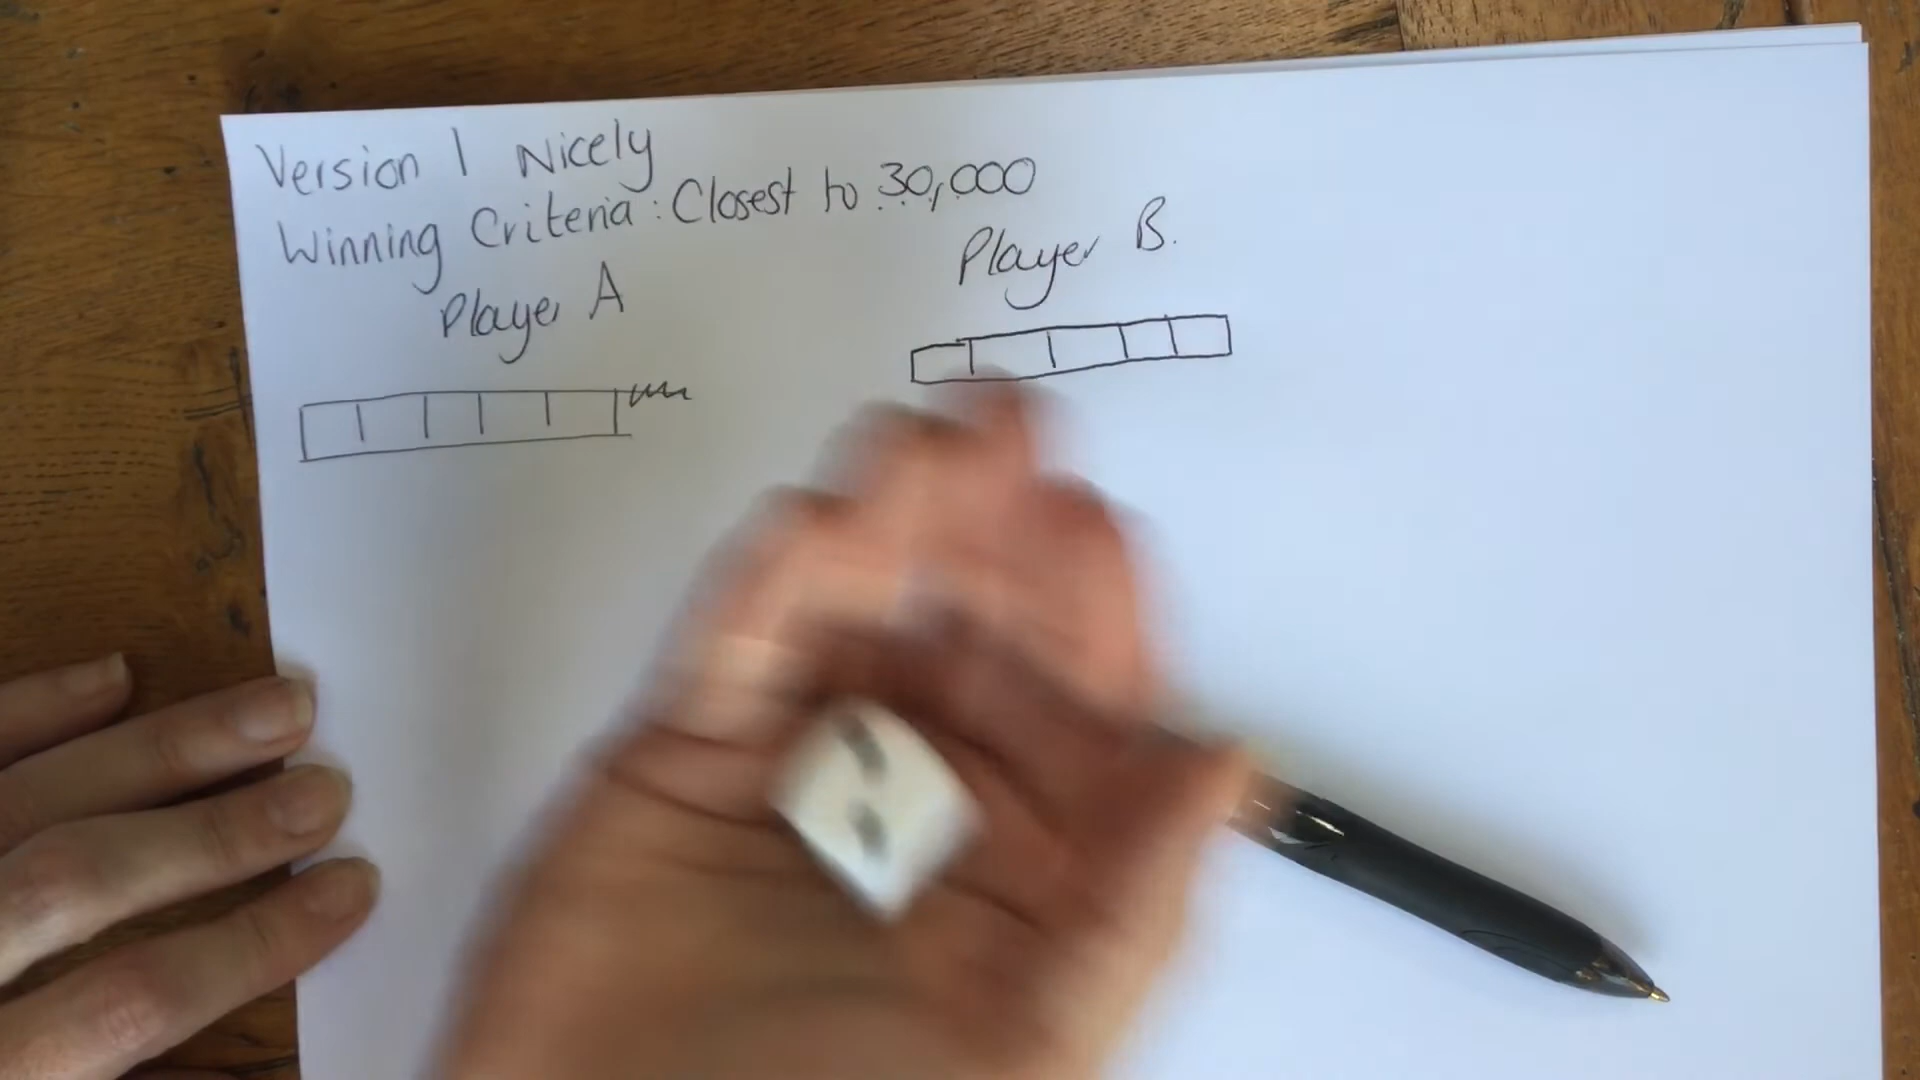 Version 1 Nicely
Winning Criteria: Closest to 30,000
Player A
Player B.